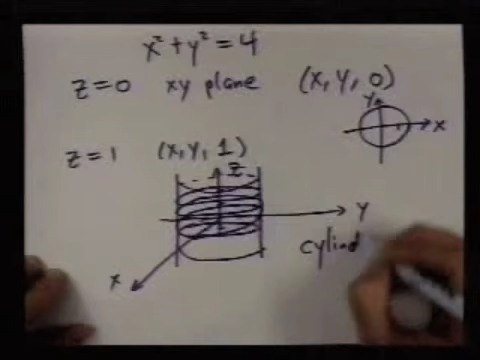 x² + y² = 4
z = 0 xy plane (x, y, 0)
y
x
z = 1 (x, y, 1)
z
y
cylind
x